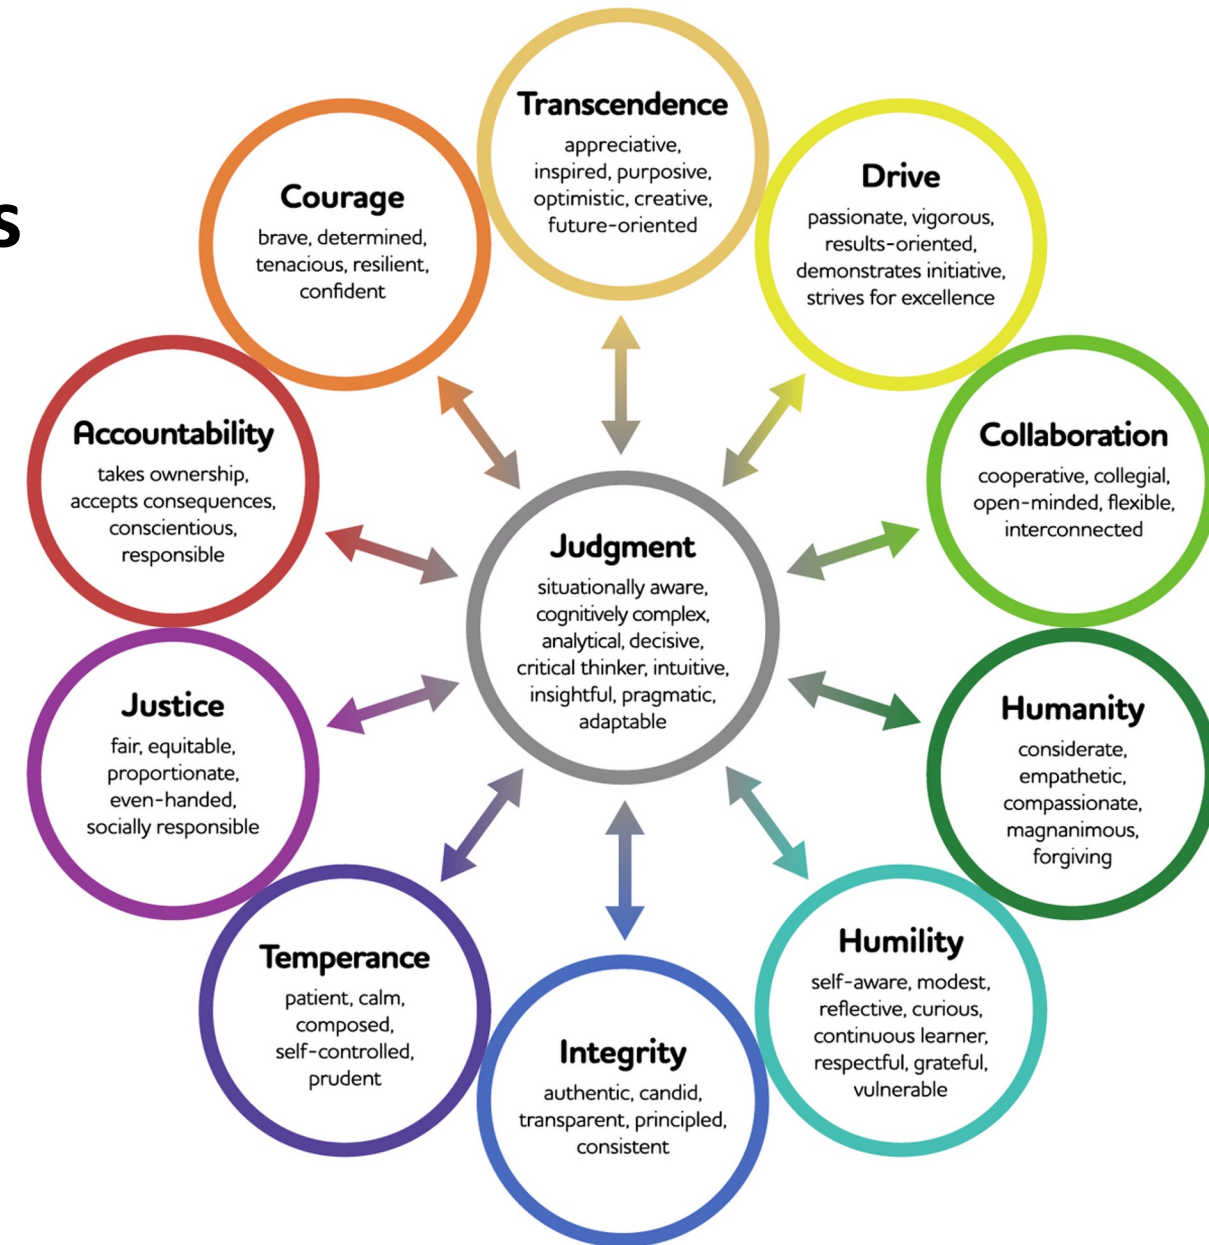 s
Transcendence
appreciative,
inspired, purposive,
optimistic, creative,
future-oriented
Courage
brave, determined,
tenacious, resilient,
confident
Drive
passionate, vigorous,
results-oriented,
demonstrates initiative,
strives for excellence
Accountability
takes ownership,
accepts consequences,
conscientious,
responsible
Collaboration
cooperative, collegial,
open-minded, flexible,
interconnected
Judgment
situationally aware,
cognitively complex,
analytical, decisive,
critical thinker, intuitive,
insightful, pragmatic,
adaptable
Justice
fair, equitable,
proportionate,
even-handed,
socially responsible
Humanity
considerate,
empathetic,
compassionate,
magnanimous,
forgiving
Temperance
patient, calm,
composed,
self-controlled,
prudent
Humility
self-aware, modest,
reflective, curious,
continuous learner,
respectful, grateful,
vulnerable
Integrity
authentic, candid,
transparent, principled,
consistent